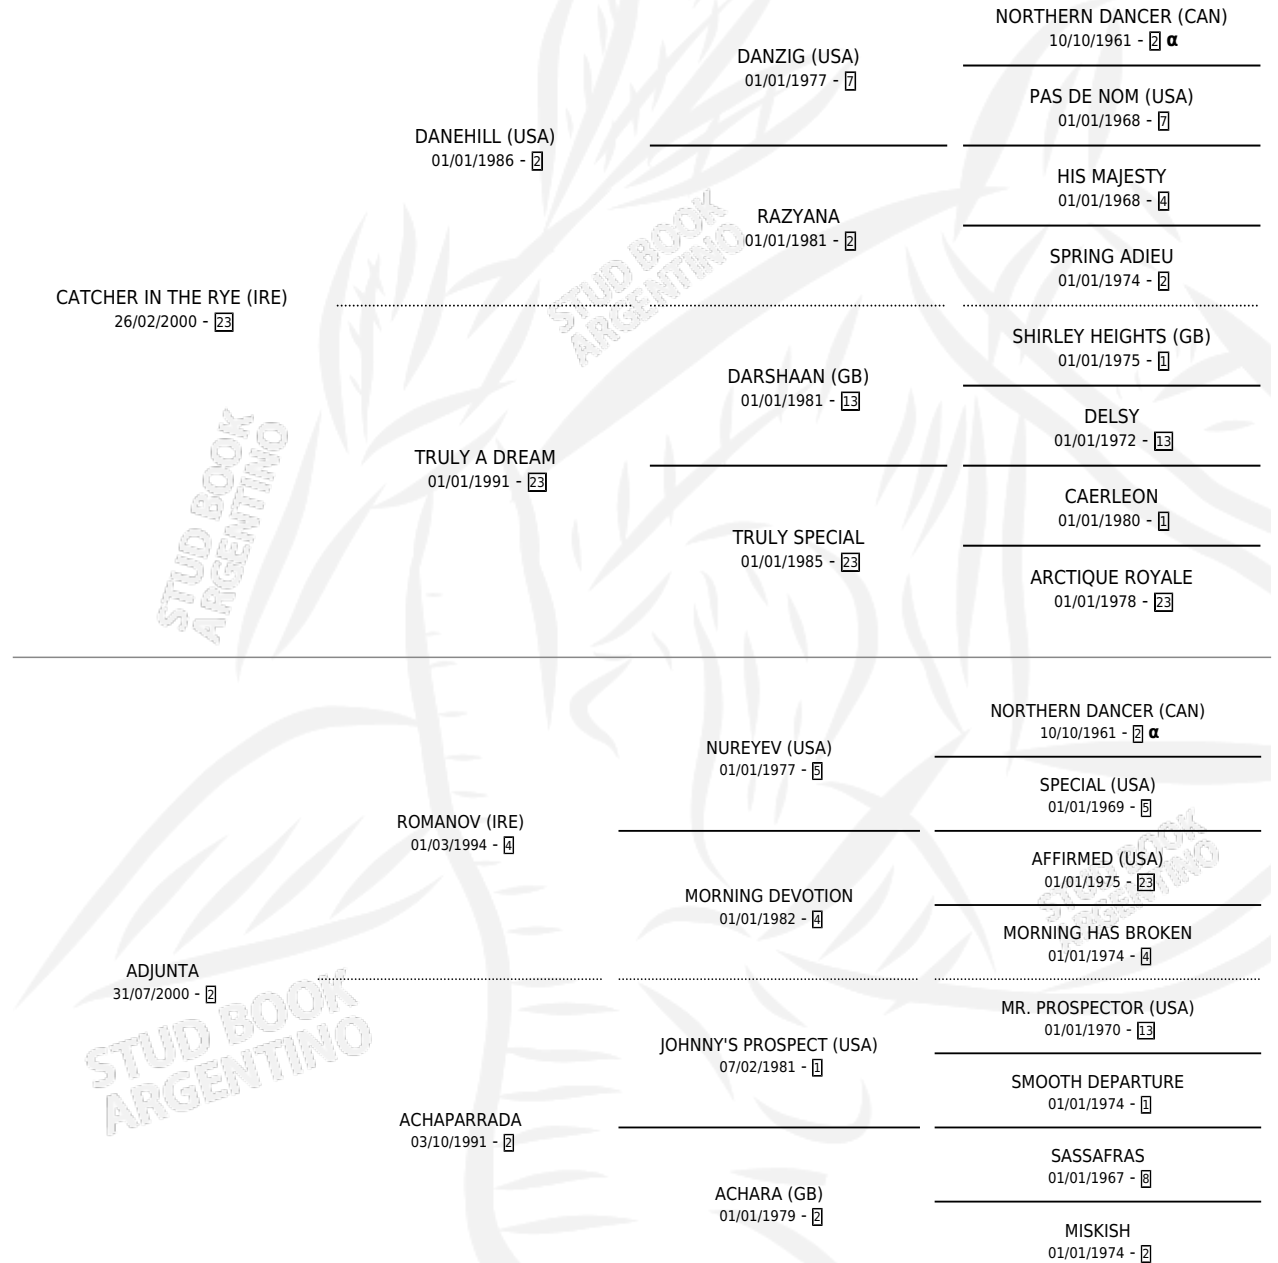 NORTHERN DANCER (CAN)
10/10/1961 - 2 α
DANZIG (USA)
01/01/1977 - 7
PAS DE NOM (USA)
01/01/1968 - 7
DANEHILL (USA)
01/01/1986 - 2
HIS MAJESTY
01/01/1968 - 4
RAZYANA
01/01/1981 - 2
SPRING ADIEU
01/01/1974 - 2
CATCHER IN THE RYE (IRE)
26/02/2000 - 23
SHIRLEY HEIGHTS (GB)
01/01/1975 - 1
DARSHAAN (GB)
01/01/1981 - 13
DELSY
01/01/1972 - 13
TRULY A DREAM
01/01/1991 - 23
CAERLEON
01/01/1980 - 1
TRULY SPECIAL
01/01/1985 - 23
ARCTIQUE ROYALE
01/01/1978 - 23
NORTHERN DANCER (CAN)
10/10/1961 - 2 α
NUREYEV (USA)
01/01/1977 - 5
SPECIAL (USA)
01/01/1969 - 5
ROMANOV (IRE)
01/03/1994 - 4
AFFIRMED (USA)
01/01/1975 - 23
MORNING DEVOTION
01/01/1982 - 4
MORNING HAS BROKEN
01/01/1974 - 4
ADJUNTA
31/07/2000 - 2
MR. PROSPECTOR (USA)
01/01/1970 - 13
JOHNNY'S PROSPECT (USA)
07/02/1981 - 1
SMOOTH DEPARTURE
01/01/1974 - 1
ACHAPARRADA
03/10/1991 - 2
SASSAFRAS
01/01/1967 - 8
ACHARA (GB)
01/01/1979 - 2
MISKISH
01/01/1974 - 2
STUD BOOK
ARGENTINO
STUD BOOK
ARGENTINO
STUD BOOK
ARGENTINO
STUD BOOK
ARGENTINO